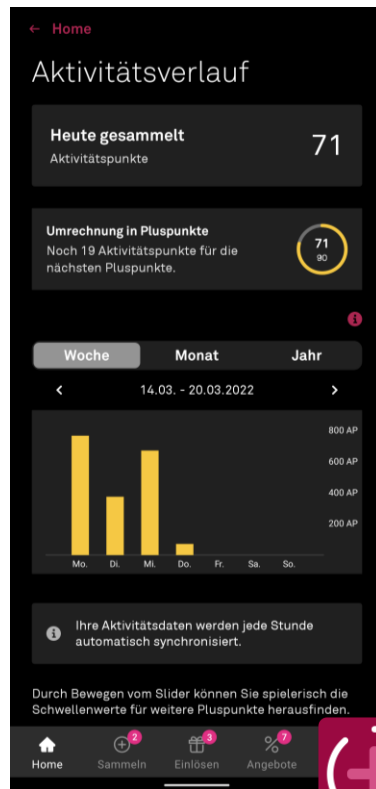 ← Home
Aktivitätsverlauf
Heute gesammelt
Aktivitätspunkte
71
Umrechnung in Pluspunkte
Noch 19 Aktivitätspunkte für die
nächsten Pluspunkte.
71
90
Woche Monat Jahr
< 14.03. - 20.03.2022 >
800 AP
600 AP
400 AP
200 AP
Mo. Di. Mi. Do. Fr. Sa. So.
Ihre Aktivitätsdaten werden jede Stunde
automatisch synchronisiert.
Durch Bewegen vom Slider können Sie spielerisch die
Schwellenwerte für weitere Pluspunkte herausfinden.
2 3 7
Home Sammeln Einlösen Angebote